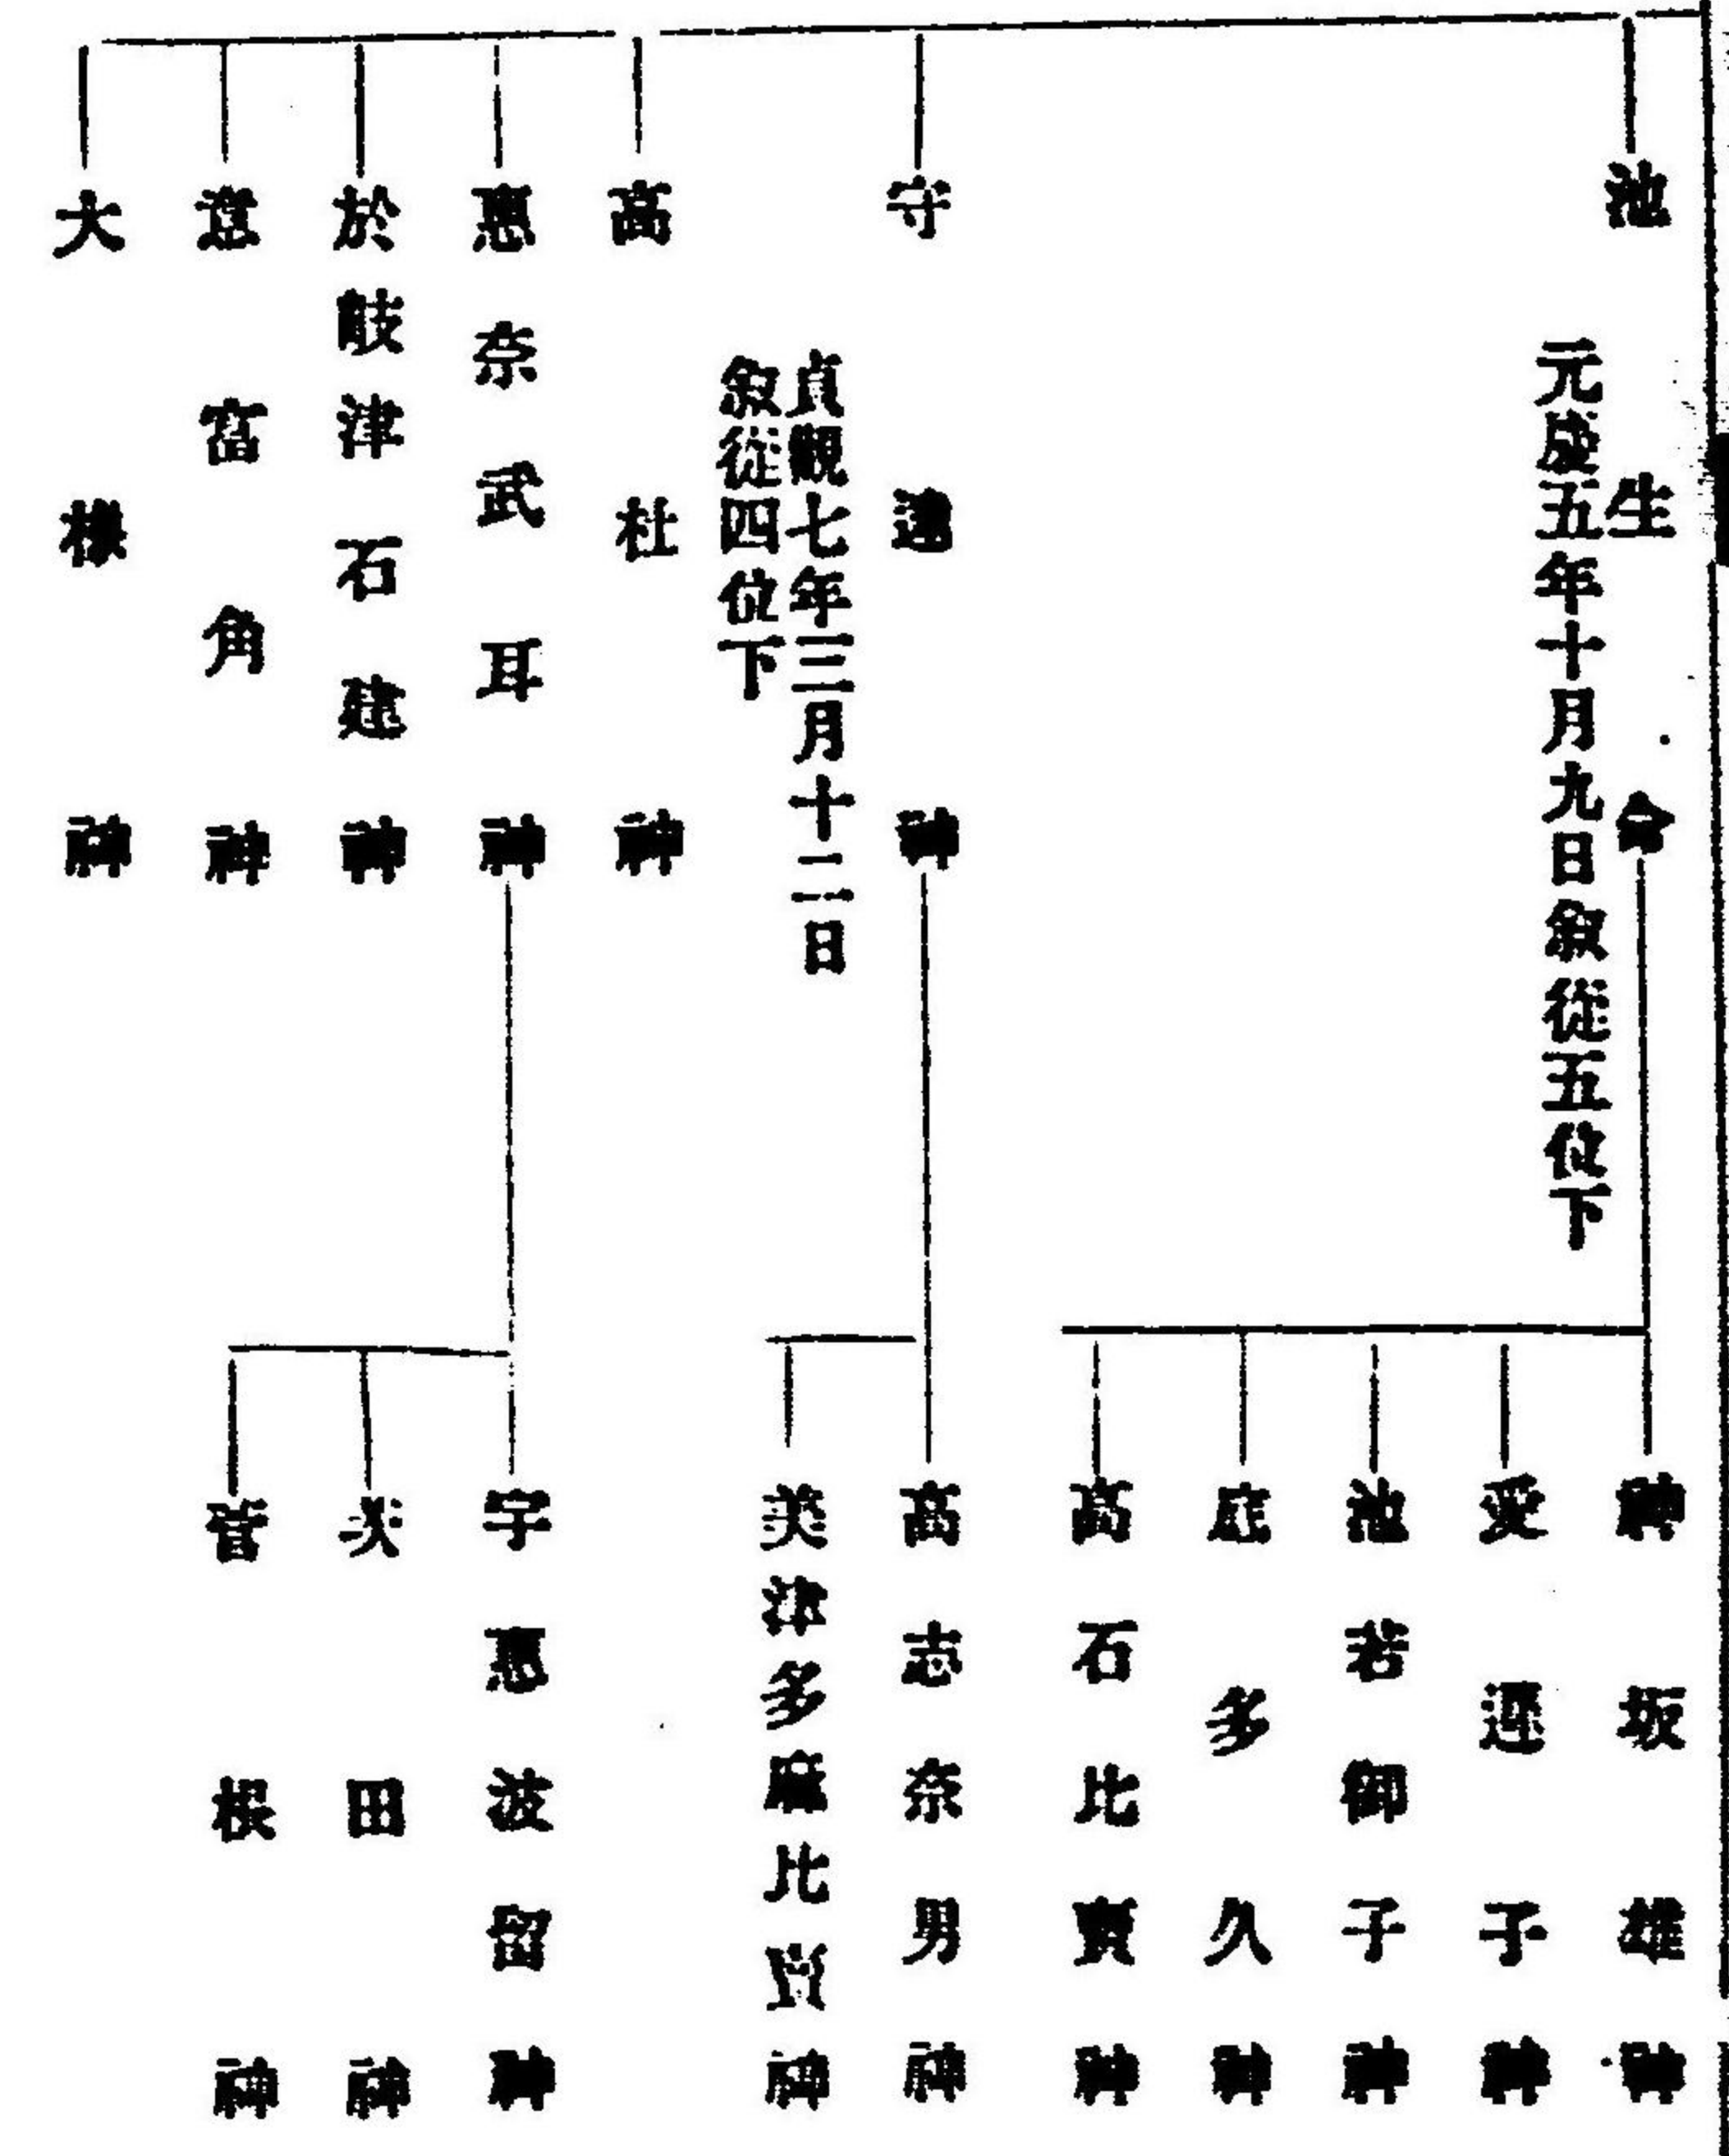 池生命
元慶五年十月九日叙從五位下
守達神
貞觀七年三月十二日
叙從四位下
高杜神
惠奈武耳神
於岐津石建神
意富角神
大樣神
神坂雄神
愛遲子神
池若御子神
底多久神
高石比賣神
高志奈男神
美津多麻比賣神
宇惠波留神
田神
菅根神